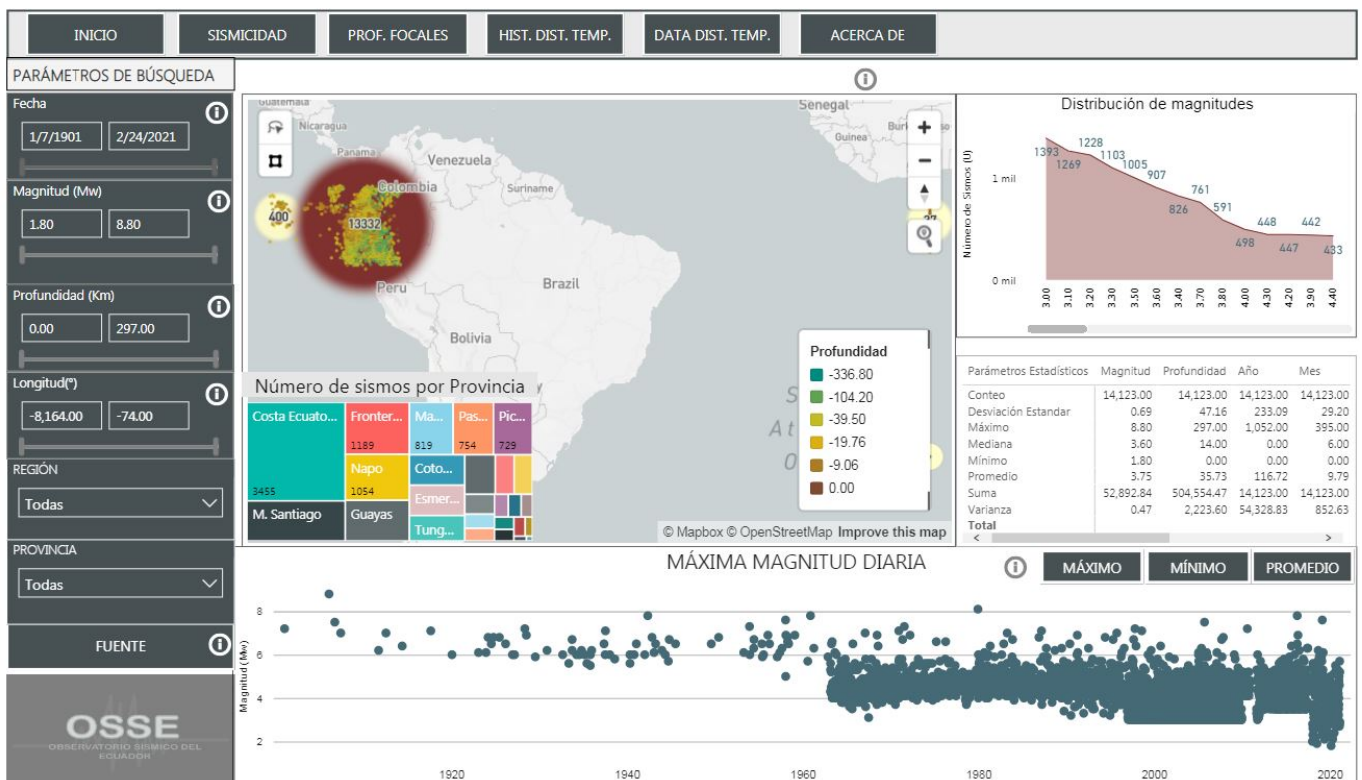 INICIO
SISMICIDAD
PROF. FOCALES
HIST. DIST. TEMP.
DATA DIST. TEMP.
ACERCA DE
PARÁMETROS DE BÚSQUEDA
Fecha
1/7/1901 2/24/2021
Magnitud (Mw)
1.80 8.80
Profundidad (Km)
0.00 297.00
Longitud(°)
-8,164.00 -74.00
REGIÓN
Todas
PROVINCIA
Todas
FUENTE
OSSE
OBSERVATORIO SISMICO DEL
ECUADOR
Guatemala
Nicaragua
Panama
Venezuela
Colombia
Suriname
Senegal
Guinea
400
13332
Peru
Brazil
Bolivia
Profundidad
-336.80
-104.20
-39.50
-19.76
-9.06
0.00
© Mapbox © OpenStreetMap Improve this map
Número de sismos por Provincia
Costa Ecuato...
3455
Fronter...
1189
Ma...
819
Pas...
754
Pic...
729
Napo
1054
Coto...
Esmer...
M. Santiago
Guayas
Tung...
Distribución de magnitudes
Número de Sismos (U)
1 mil
0 mil
1393
1269
1228
1103
1005
907
826
761
591
498
448
447
442
433
3.00 3.10 3.20 3.30 3.50 3.60 3.40 3.70 3.80 4.00 4.30 4.20 3.90 4.40
Parámetros Estadísticos Magnitud Profundidad Año Mes
Conteo 14,123.00 14,123.00 14,123.00 14,123.00
Desviación Estandar 0.69 47.16 233.09 29.20
Máximo 8.80 297.00 1,052.00 395.00
Mediana 3.60 14.00 0.00 6.00
Mínimo 1.80 0.00 0.00 0.00
Promedio 3.75 35.73 116.72 9.79
Suma 52,892.84 504,554.47 14,123.00 14,123.00
Varianza 0.47 2,223.60 54,328.83 852.63
Total
MÁXIMA MAGNITUD DIARIA
MÁXIMO
MÍNIMO
PROMEDIO
Magnitud (Mw)
8
6
4
2
1920 1940 1960 1980 2000 2020